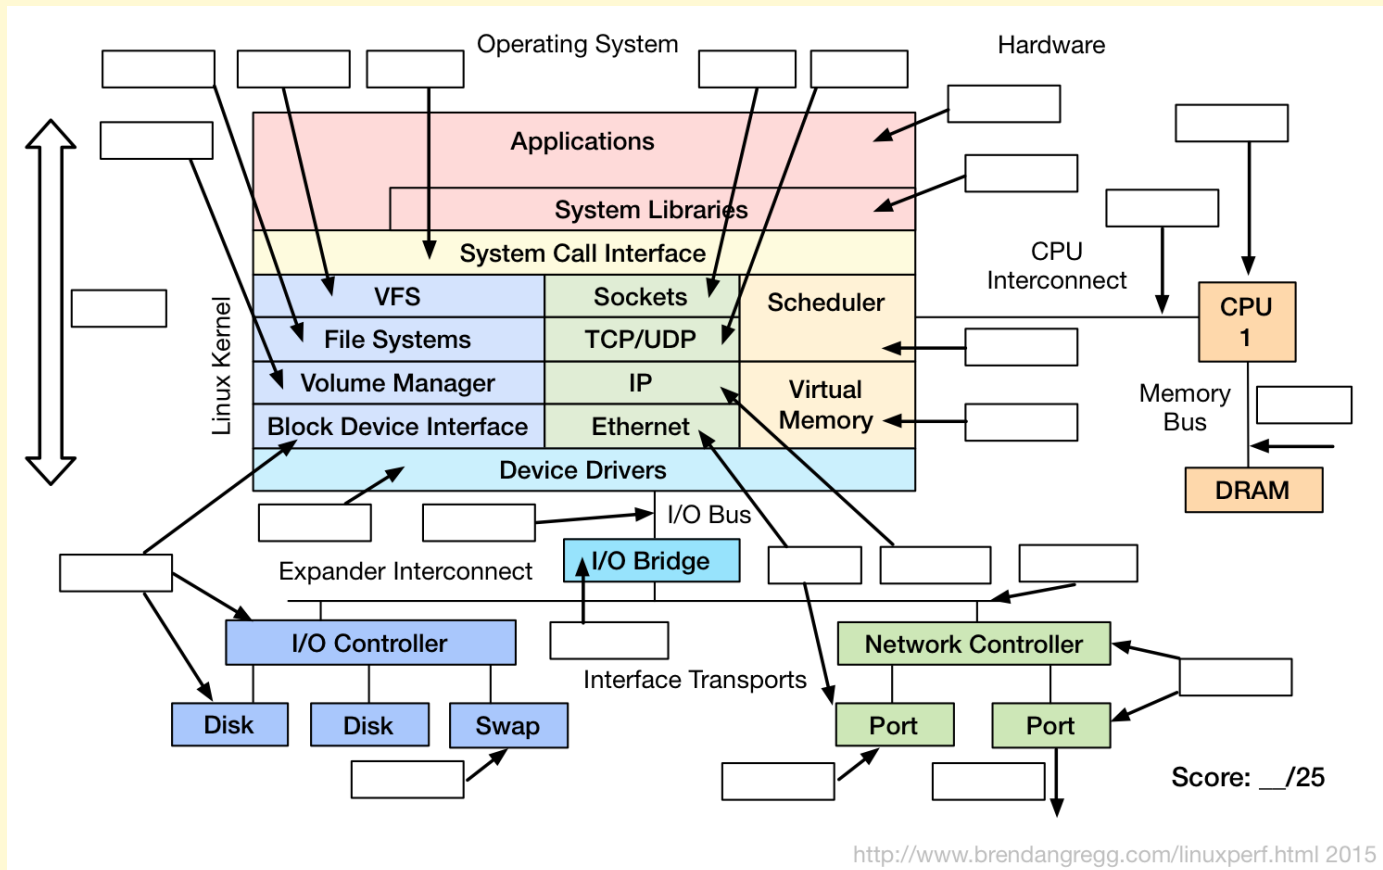 Operating System
Hardware
Applications
System Libraries
System Call Interface
CPU
Interconnect
Linux Kernel
VFS
Sockets
Scheduler
File Systems
TCP/UDP
CPU
1
Volume Manager
IP
Virtual
Memory
Memory
Bus
Block Device Interface
Ethernet
Device Drivers
DRAM
I/O Bus
Expander Interconnect
I/O Bridge
I/O Controller
Network Controller
Interface Transports
Disk
Disk
Swap
Port
Port
Score: __/25
http://www.brendangregg.com/linuxperf.html 2015